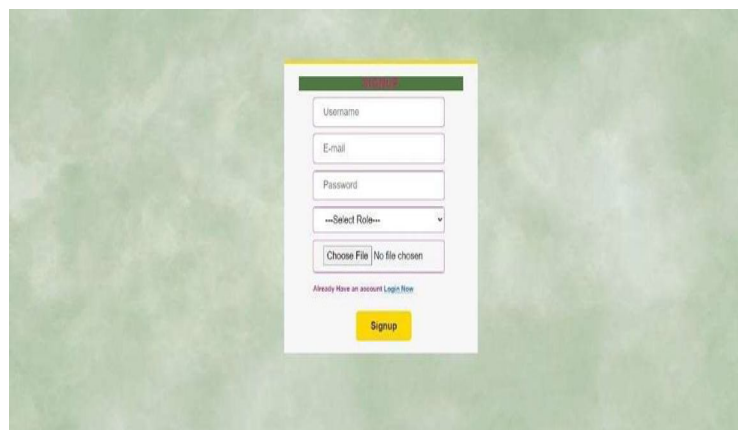 SIGNUP
Username
E-mail
Password
---Select Role---
Choose File No file chosen
Already Have an account Login Now
Signup